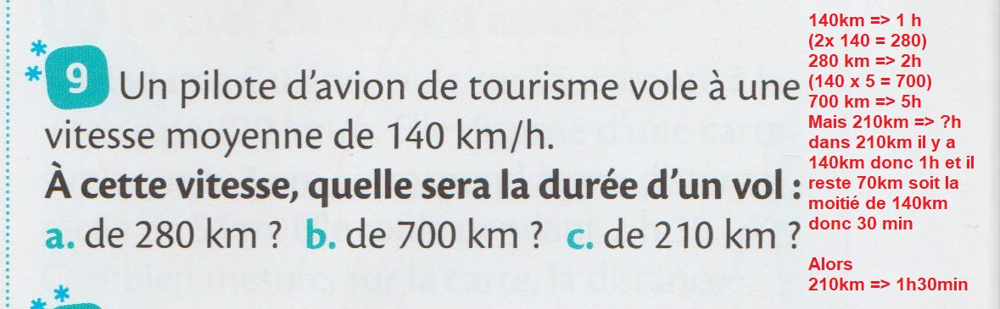 9 Un pilote d'avion de tourisme vole à une
vitesse moyenne de 140 km/h.
À cette vitesse, quelle sera la durée d'un vol :
a. de 280 km ? b. de 700 km ? c. de 210 km ?
140km => 1 h
(2x 140 = 280)
280 km => 2h
(140 x 5 = 700)
700 km => 5h
Mais 210km => ?h
dans 210km il y a
140km donc 1h et il
reste 70km soit la
moitié de 140km
donc 30 min
Alors
210km => 1h30min